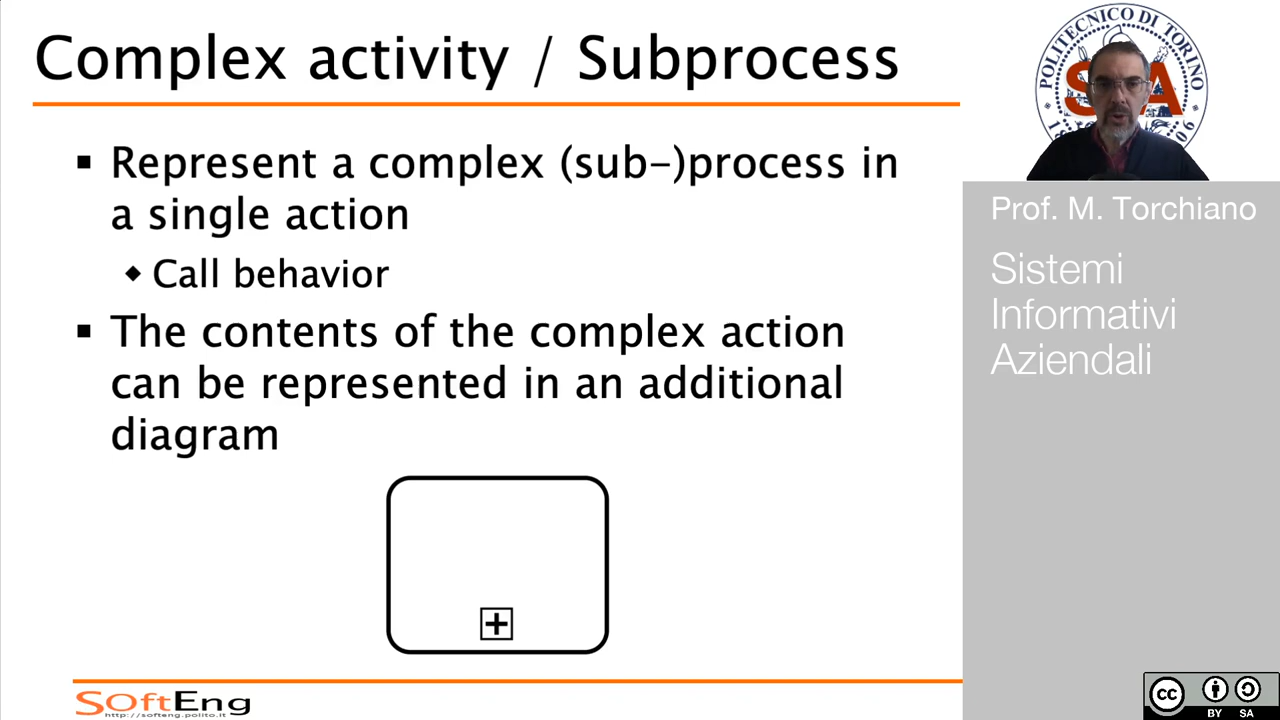 Complex activity / Subprocess
▪ Represent a complex (sub-)process in
a single action
◆ Call behavior
▪ The contents of the complex action
can be represented in an additional
diagram
+
SOftEng
http://softeng.polito.it
POLITECNICO DI TORINO
Prof. M. Torchiano
Sistemi
Informativi
Aziendali
cc
BY SA